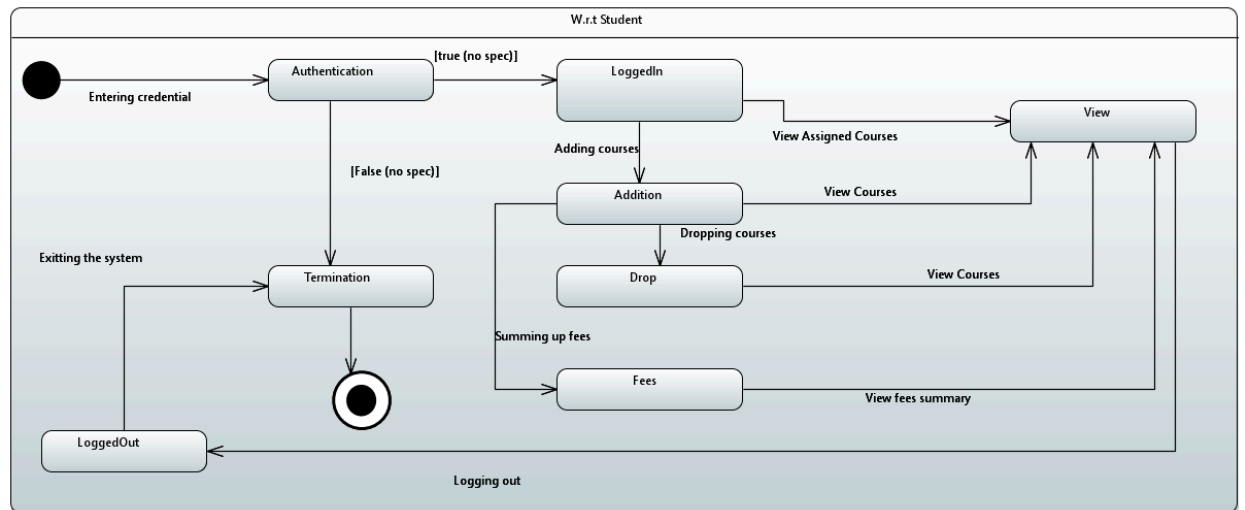 W.r.t Student
Authentication
[true (no spec)]
LoggedIn
Entering credential
View
View Assigned Courses
Adding courses
[False (no spec)]
Addition
View Courses
Dropping courses
Exitting the system
Termination
Drop
View Courses
Summing up fees
Fees
View fees summary
LoggedOut
Logging out